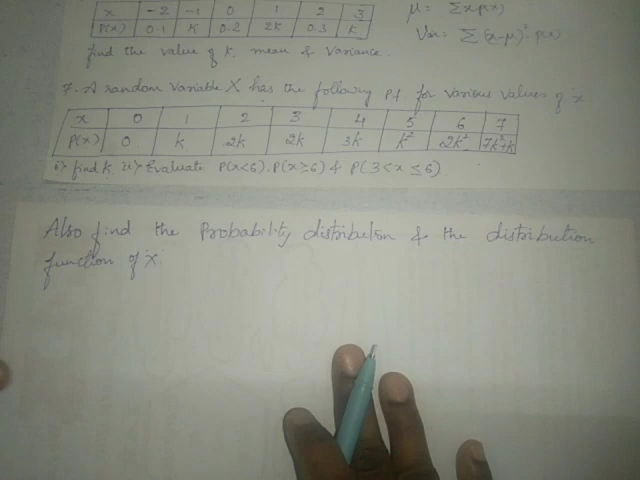 x -2 -1 0 1 2 3 μ = Σxp(x)
P(x) 0.1 K 0.2 2k 0.3 K Var = Σ (x-μ)² p(x)
find the value of k, mean & Variance.
7. A random Variable X has the following p.f for various values of x
x 0 1 2 3 4 5 6 7
P(x) 0 k 2k 2k 3k k² 2k² 7k²+k
i) find k ii) Evaluate P(x<6), P(x≥6) & P(3<x≤6)
Also find the Probability distribution & the distribution
function of x.